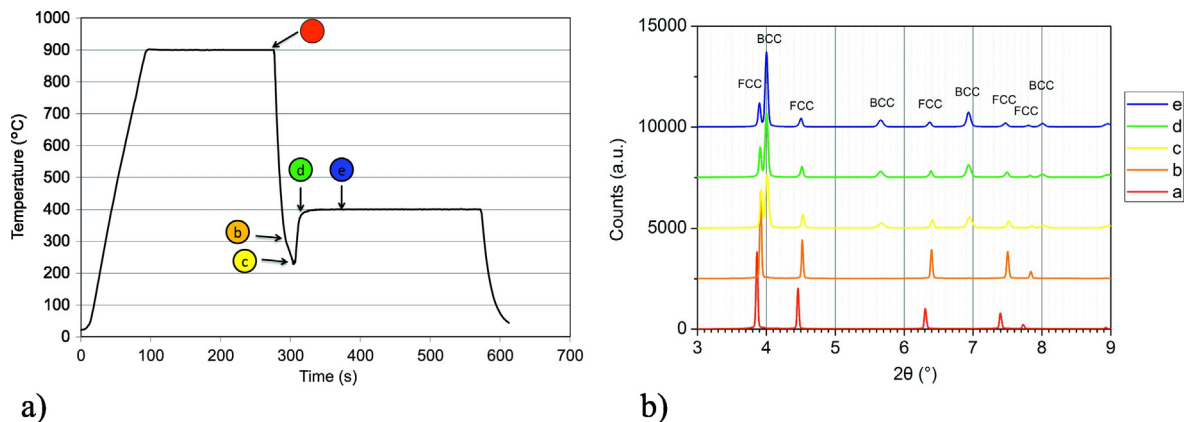 1000
900
800
700
600
500
400
300
200
100
0
Temperature (°C)
0 100 200 300 400 500 600 700
Time (s)
d
e
b
c
a)
15000
10000
5000
0
Counts (a.u.)
BCC
FCC
FCC
BCC
FCC
BCC
FCC
FCC
BCC
3 4 5 6 7 8 9
2θ (°)
e
d
c
b
a
b)